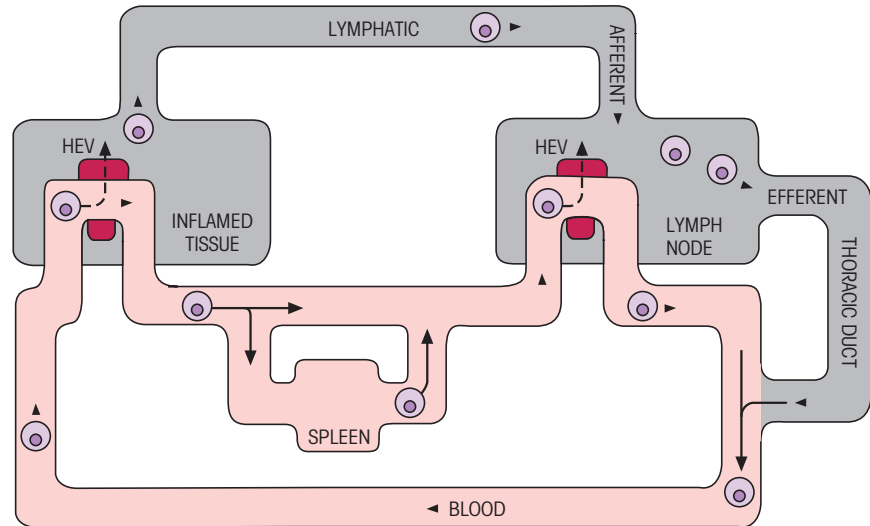 LYMPHATIC
AFFERENT
HEV
HEV
EFFERENT
INFLAMED
TISSUE
LYMPH
NODE
THORACIC DUCT
SPLEEN
BLOOD